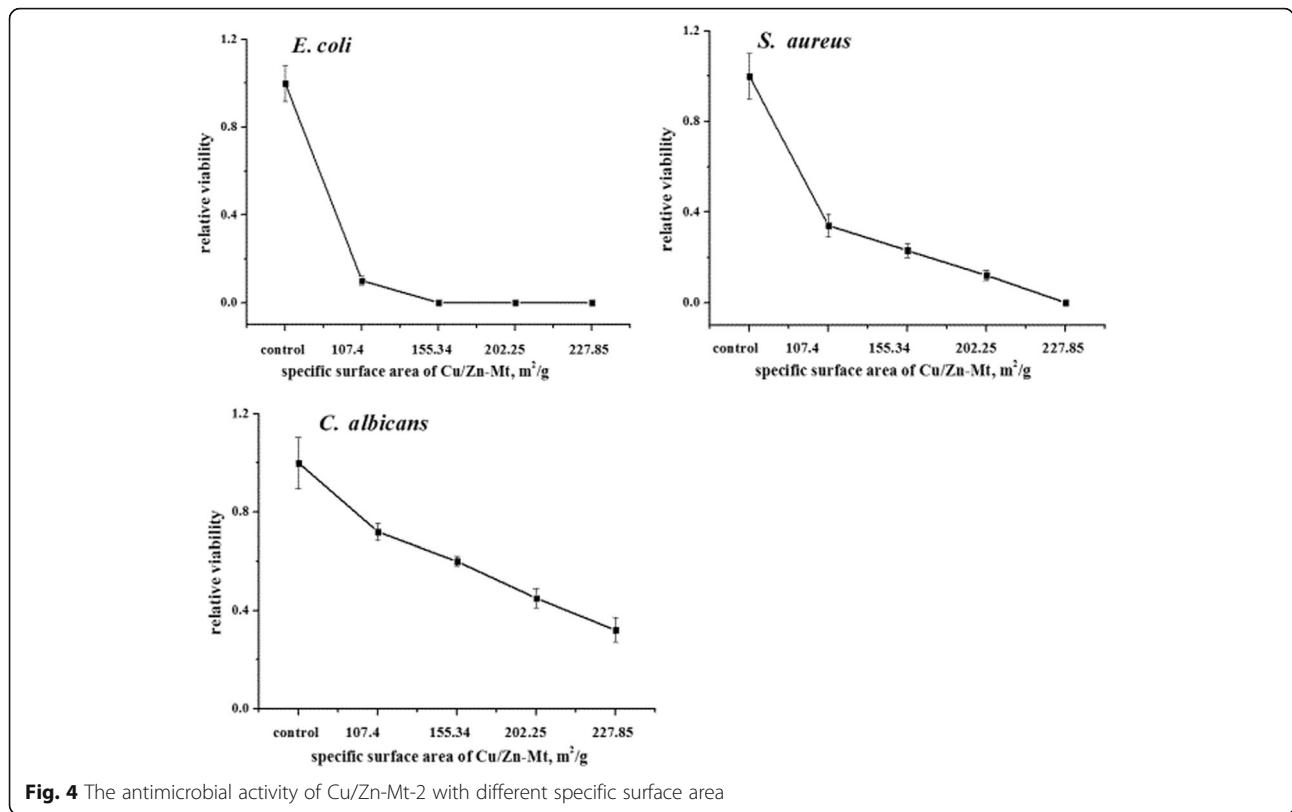 E. coli
1.2
0.8
0.4
0.0
relative viability
control 107.4 155.34 202.25 227.85
specific surface area of Cu/Zn-Mt, m²/g
S. aureus
1.2
0.8
0.4
0.0
relative viability
control 107.4 155.34 202.25 227.85
specific surface area of Cu/Zn-Mt, m²/g
C. albicans
1.2
0.8
0.4
0.0
relative viability
control 107.4 155.34 202.25 227.85
specific surface area of Cu/Zn-Mt, m²/g
Fig. 4 The antimicrobial activity of Cu/Zn-Mt-2 with different specific surface area